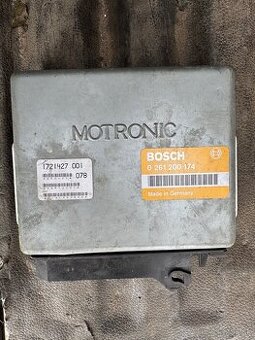 MOTRONIC
1721427 001
078
BOSCH
0 261 200 174
Made in Germany